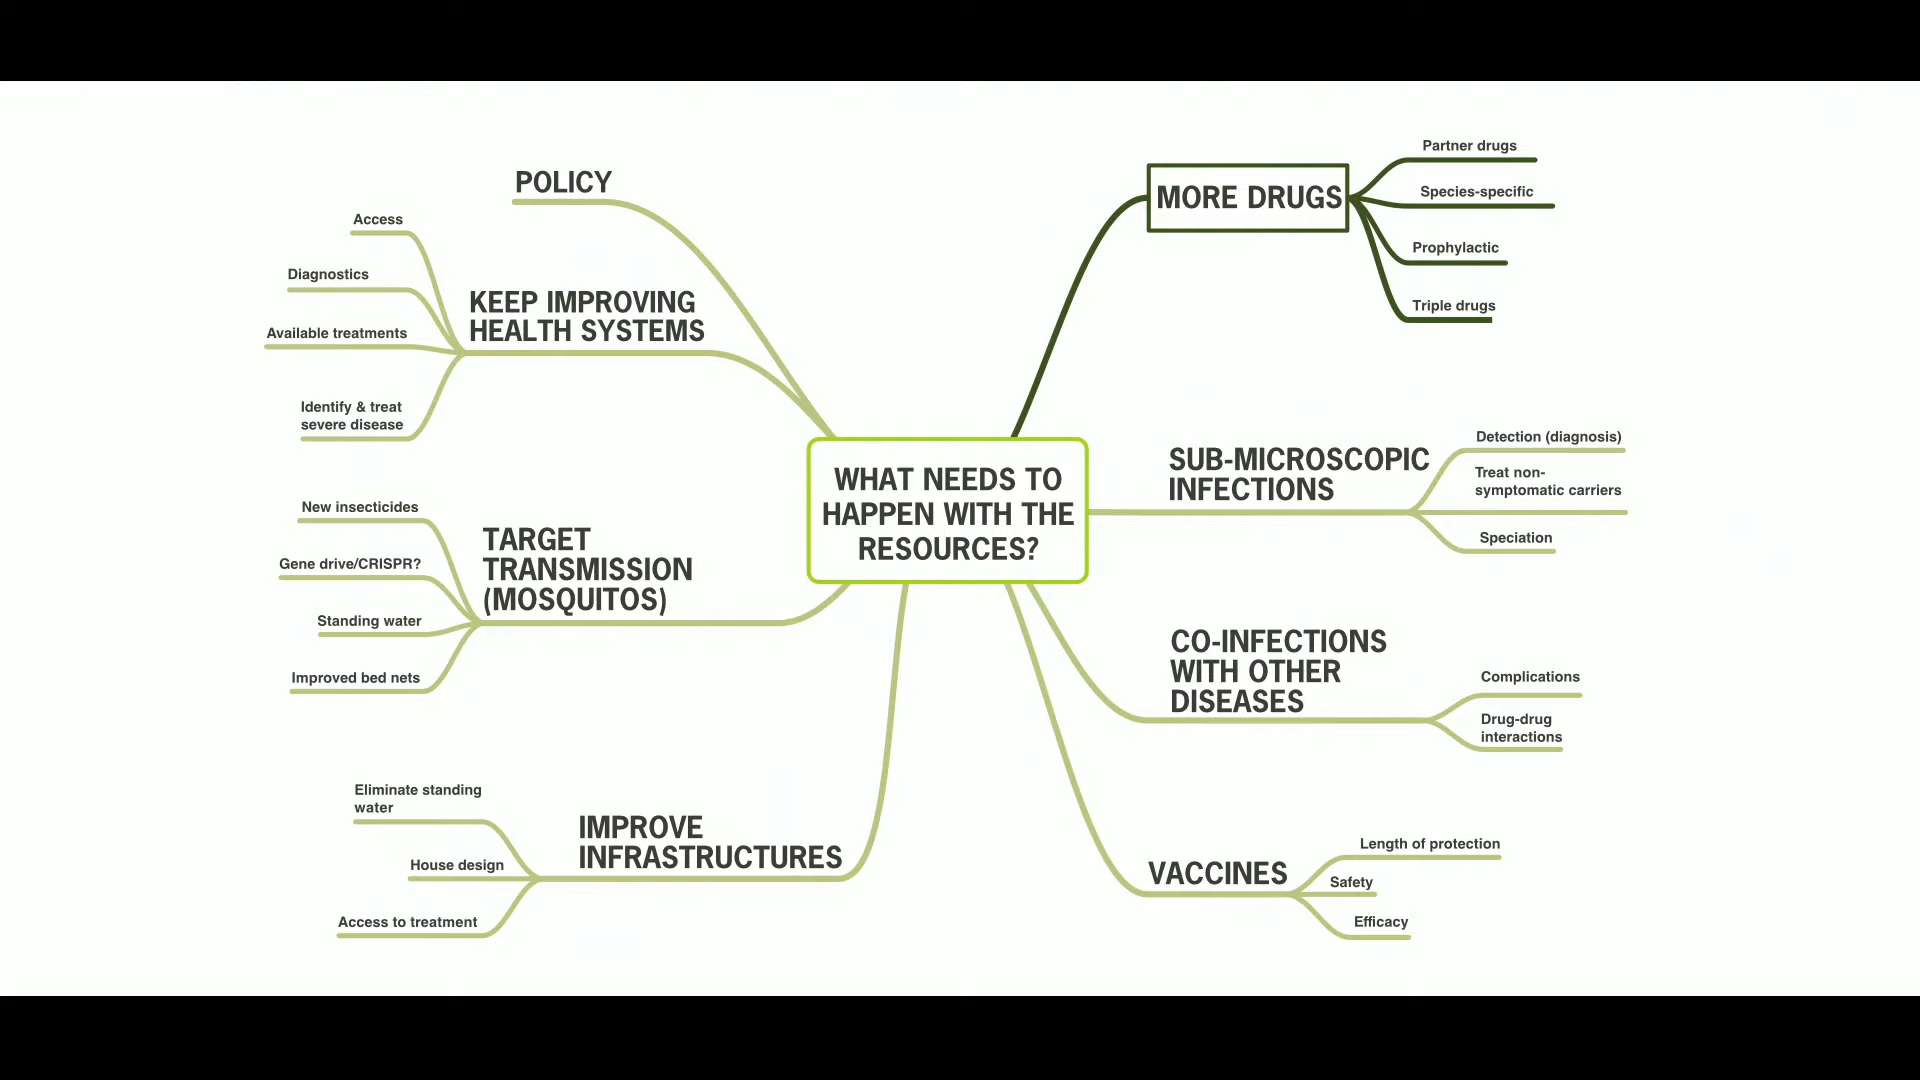 WHAT NEEDS TO
HAPPEN WITH THE
RESOURCES?
POLICY
KEEP IMPROVING
HEALTH SYSTEMS
Access
Diagnostics
Available treatments
Identify & treat
severe disease
TARGET
TRANSMISSION
(MOSQUITOS)
New insecticides
Gene drive/CRISPR?
Standing water
Improved bed nets
IMPROVE
INFRASTRUCTURES
Eliminate standing
water
House design
Access to treatment
MORE DRUGS
Partner drugs
Species-specific
Prophylactic
Triple drugs
SUB-MICROSCOPIC
INFECTIONS
Detection (diagnosis)
Treat non-
symptomatic carriers
Speciation
CO-INFECTIONS
WITH OTHER
DISEASES
Complications
Drug-drug
interactions
VACCINES
Length of protection
Safety
Efficacy